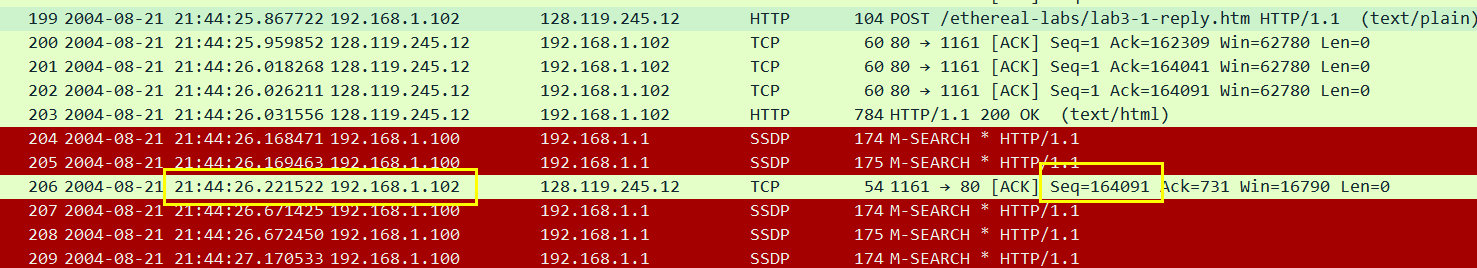 199 2004-08-21 21:44:25.867722 192.168.1.102 128.119.245.12 HTTP 104 POST /ethereal-labs/lab3-1-reply.htm HTTP/1.1 (text/plain)
200 2004-08-21 21:44:25.959852 128.119.245.12 192.168.1.102 TCP 60 80 → 1161 [ACK] Seq=1 Ack=162309 Win=62780 Len=0
201 2004-08-21 21:44:26.018268 128.119.245.12 192.168.1.102 TCP 60 80 → 1161 [ACK] Seq=1 Ack=164041 Win=62780 Len=0
202 2004-08-21 21:44:26.026211 128.119.245.12 192.168.1.102 TCP 60 80 → 1161 [ACK] Seq=1 Ack=164091 Win=62780 Len=0
203 2004-08-21 21:44:26.031556 128.119.245.12 192.168.1.102 HTTP 784 HTTP/1.1 200 OK (text/html)
204 2004-08-21 21:44:26.168471 192.168.1.100 192.168.1.1 SSDP 174 M-SEARCH * HTTP/1.1
205 2004-08-21 21:44:26.169463 192.168.1.100 192.168.1.1 SSDP 175 M-SEARCH * HTTP/1.1
206 2004-08-21 21:44:26.221522 192.168.1.102 128.119.245.12 TCP 54 1161 → 80 [ACK] Seq=164091 Ack=731 Win=16790 Len=0
207 2004-08-21 21:44:26.671425 192.168.1.100 192.168.1.1 SSDP 174 M-SEARCH * HTTP/1.1
208 2004-08-21 21:44:26.672450 192.168.1.100 192.168.1.1 SSDP 175 M-SEARCH * HTTP/1.1
209 2004-08-21 21:44:27.170533 192.168.1.100 192.168.1.1 SSDP 174 M-SEARCH * HTTP/1.1